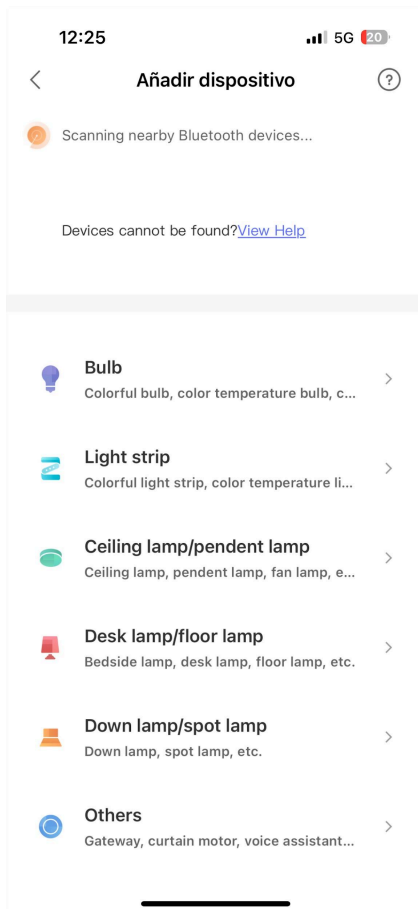 12:25
5G 20
Añadir dispositivo
?
Scanning nearby Bluetooth devices...
Devices cannot be found?View Help
Bulb
Colorful bulb, color temperature bulb, c...
Light strip
Colorful light strip, color temperature li...
Ceiling lamp/pendent lamp
Ceiling lamp, pendent lamp, fan lamp, e...
Desk lamp/floor lamp
Bedside lamp, desk lamp, floor lamp, etc.
Down lamp/spot lamp
Down lamp, spot lamp, etc.
Others
Gateway, curtain motor, voice assistant...